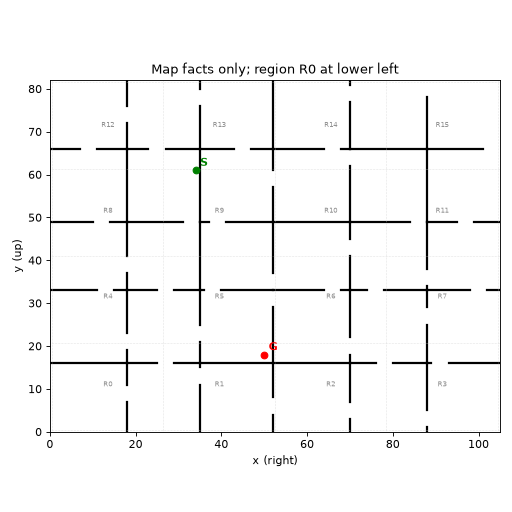 Map facts only; region R0 at lower left
80
R12 R13 R14 R15
70
S
60
50
R8 R9 R10 R11
40
R4 R5 R6 R7
30
20
G
10
R0 R1 R2 R3
0
0 20 40 60 80 100
x (right)
y (up)